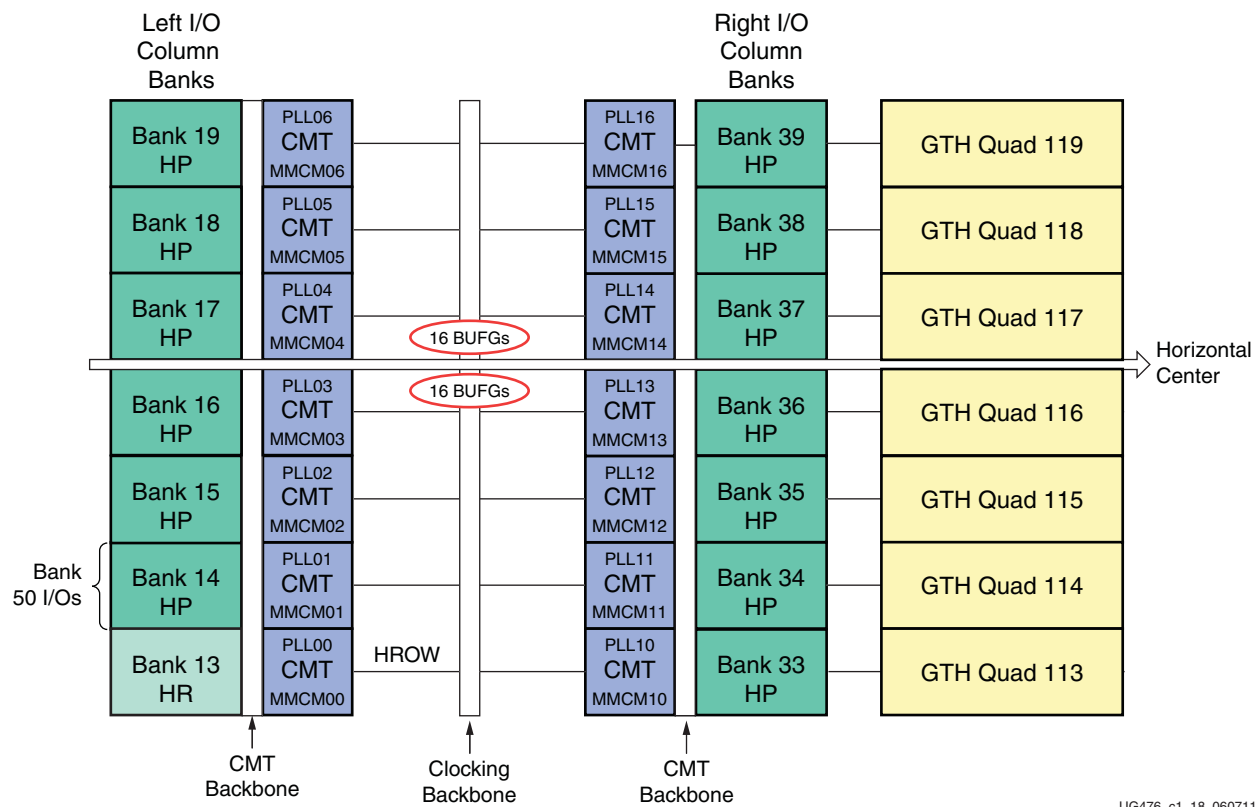 Left I/O
Column
Banks
Right I/O
Column
Banks
Bank 19
HP
PLL06
CMT
MMCM06
PLL16
CMT
MMCM16
Bank 39
HP
GTH Quad 119
Bank 18
HP
PLL05
CMT
MMCM05
PLL15
CMT
MMCM15
Bank 38
HP
GTH Quad 118
Bank 17
HP
PLL04
CMT
MMCM04
16 BUFGs
PLL14
CMT
MMCM14
Bank 37
HP
GTH Quad 117
Horizontal
Center
Bank 16
HP
PLL03
CMT
MMCM03
16 BUFGs
PLL13
CMT
MMCM13
Bank 36
HP
GTH Quad 116
Bank 15
HP
PLL02
CMT
MMCM02
PLL12
CMT
MMCM12
Bank 35
HP
GTH Quad 115
Bank
50 I/Os
Bank 14
HP
PLL01
CMT
MMCM01
PLL11
CMT
MMCM11
Bank 34
HP
GTH Quad 114
Bank 13
HR
PLL00
CMT
MMCM00
HROW
PLL10
CMT
MMCM10
Bank 33
HP
GTH Quad 113
CMT
Backbone
Clocking
Backbone
CMT
Backbone
UG476_c1_18_060711